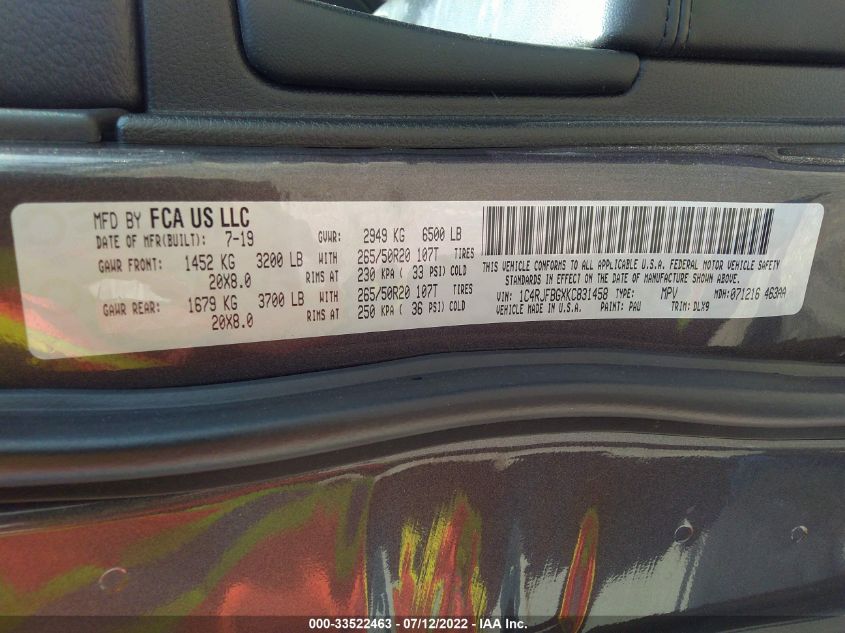 MFD BY FCA US LLC
DATE OF MFR(BUILT): 7-19 GVWR: 2949 KG 6500 LB
GAWR FRONT: 1452 KG 3200 LB WITH 265/50R20 107T TIRES
20X8.0 RIMS AT 230 KPA ( 33 PSI) COLD
GAWR REAR: 1679 KG 3700 LB WITH 265/50R20 107T TIRES
20X8.0 RIMS AT 250 KPA ( 36 PSI) COLD
THIS VEHICLE CONFORMS TO ALL APPLICABLE U.S.A. FEDERAL MOTOR VEHICLE SAFETY
STANDARDS IN EFFECT ON THE DATE OF MANUFACTURE SHOWN ABOVE.
VIN: 1C4RJFBGXKC831458 TYPE: MPV MDH:071216 463AA
VEHICLE MADE IN U.S.A. PAINT: PAU TRIM: DLX9
000-33522463 - 07/12/2022 - IAA Inc.